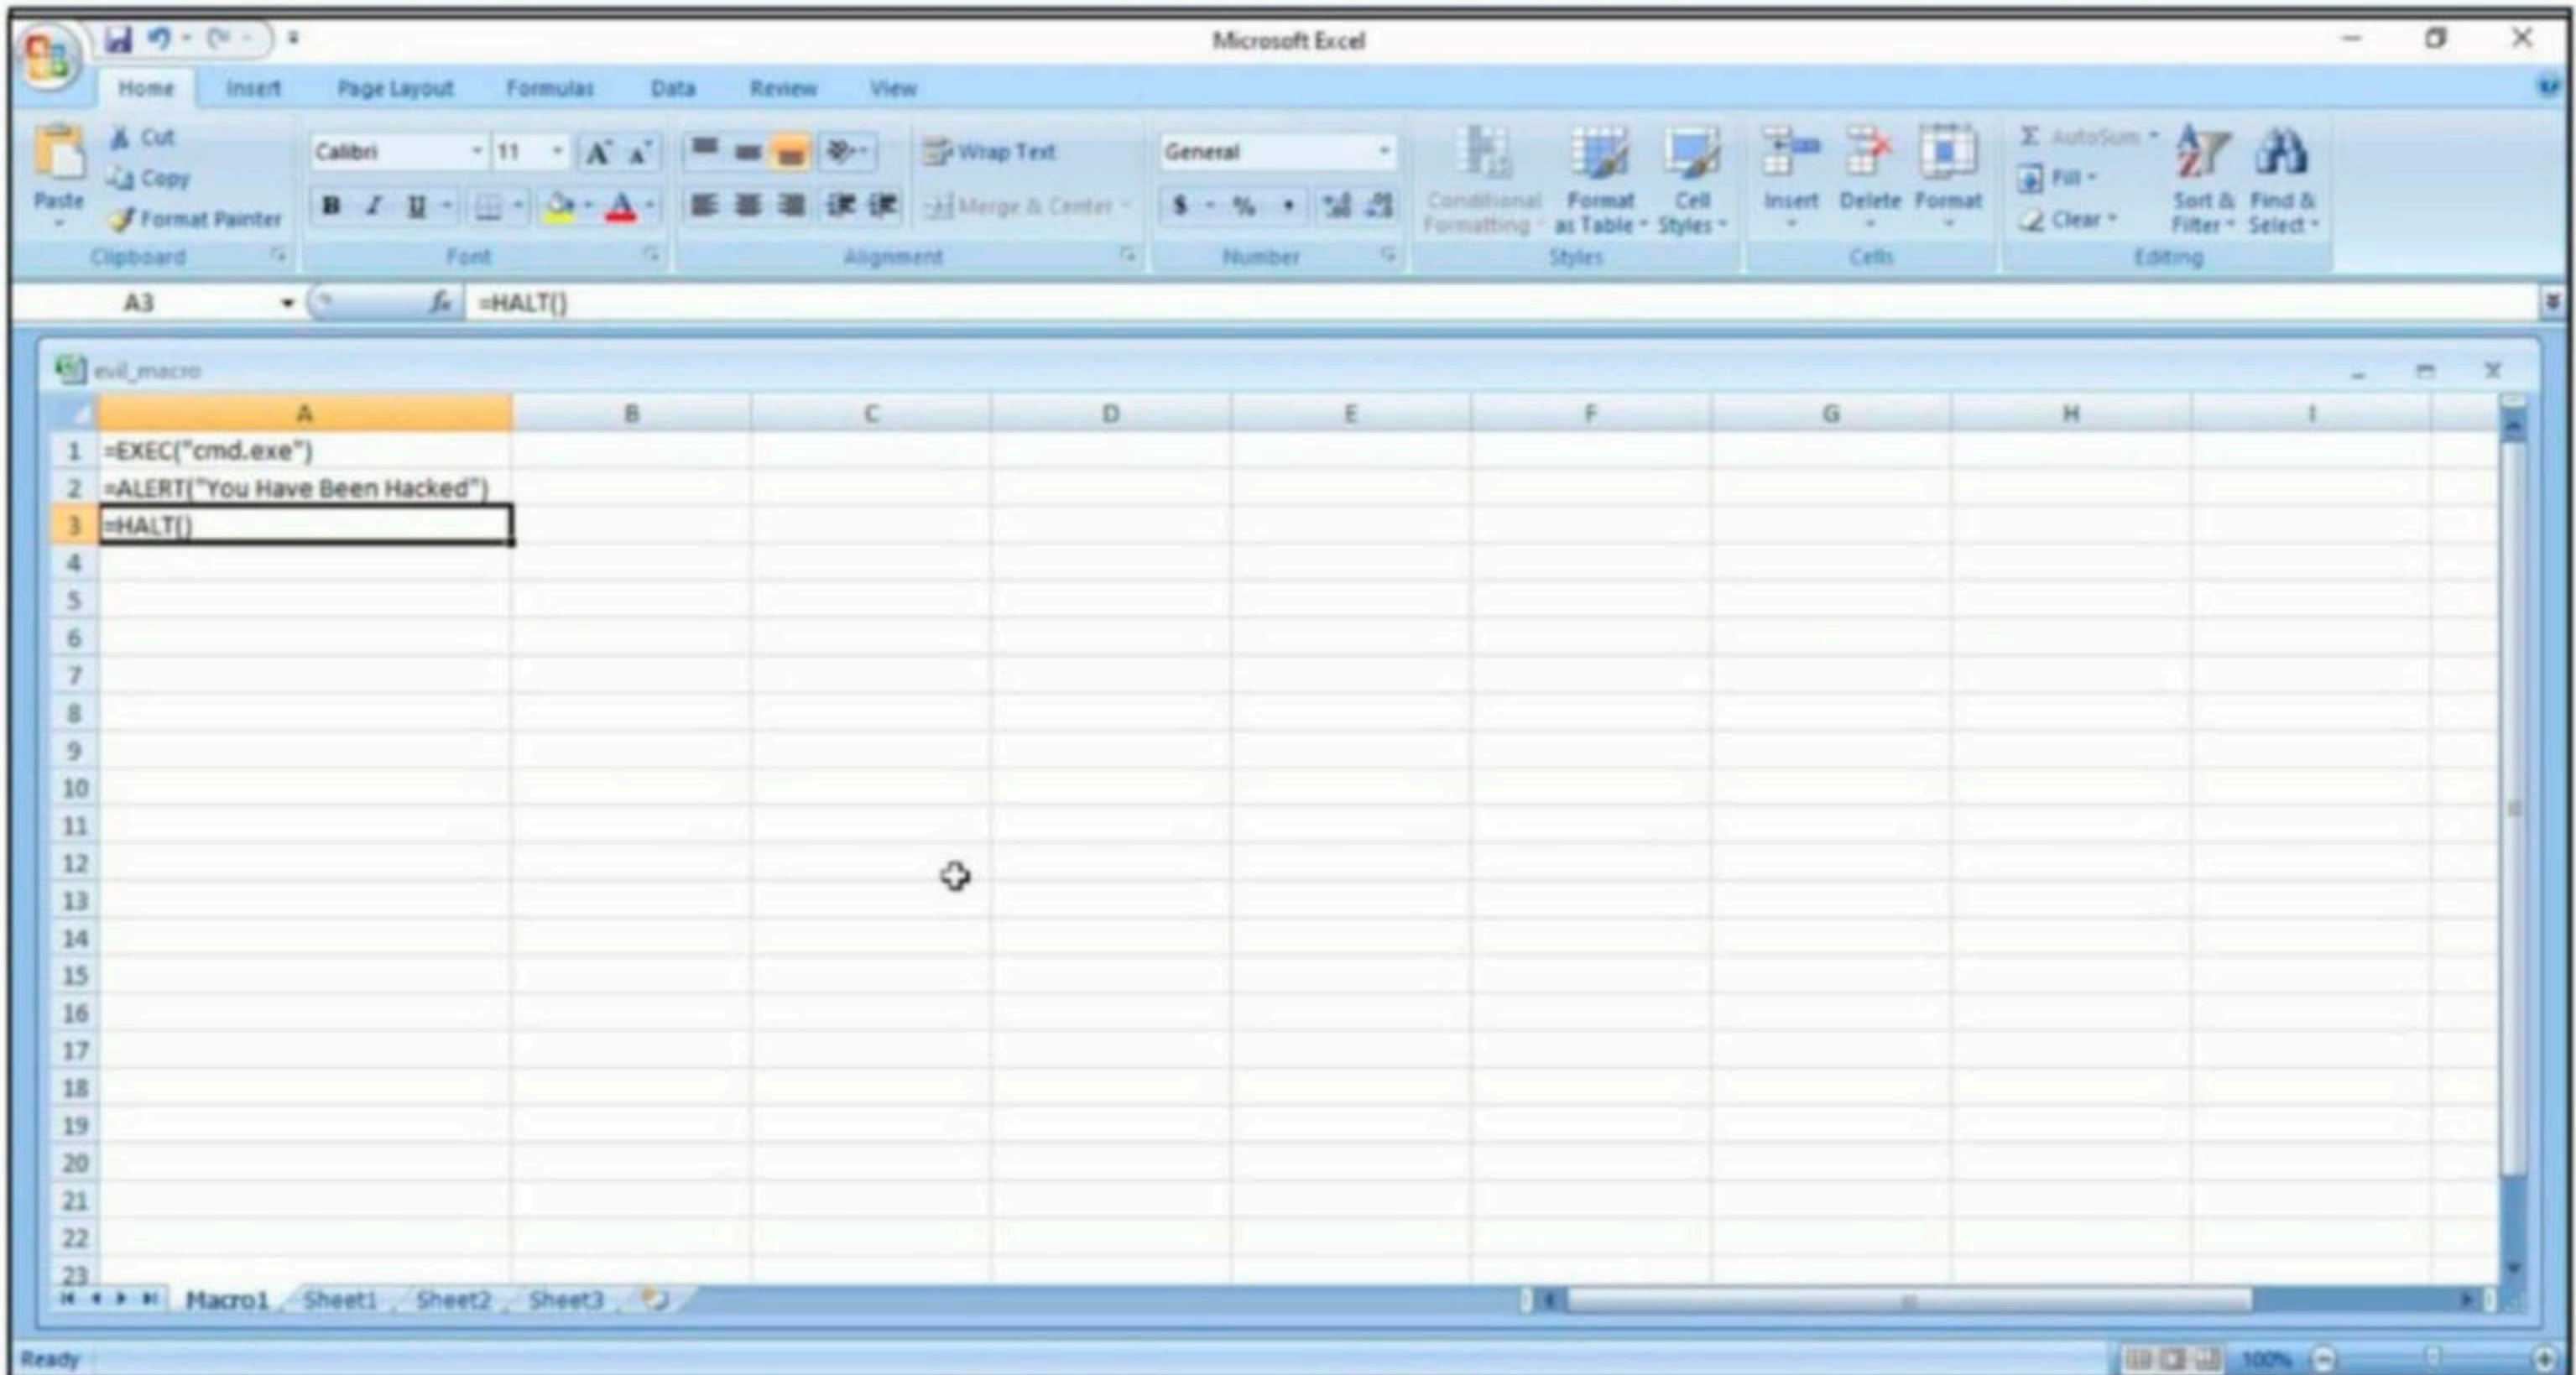 Microsoft Excel
Home Insert Page Layout Formulas Data Review View
Cut
Copy
Format Painter
Paste
Clipboard
Calibri 11 A A
B I U A
Font
Wrap Text
Merge & Center
Alignment
General
$ % ,
Number
Conditional Formatting
Format as Table
Cell Styles
Styles
Insert Delete Format
Cells
Σ AutoSum
Fill
Clear
Sort & Filter
Find & Select
Editing
A3 fx =HALT()
evil_macro
A B C D E F G H I
1 =EXEC("cmd.exe")
2 =ALERT("You Have Been Hacked")
3 =HALT()
4
5
6
7
8
9
10
11
12
13
14
15
16
17
18
19
20
21
22
23
Macro1 Sheet1 Sheet2 Sheet3
Ready 100%